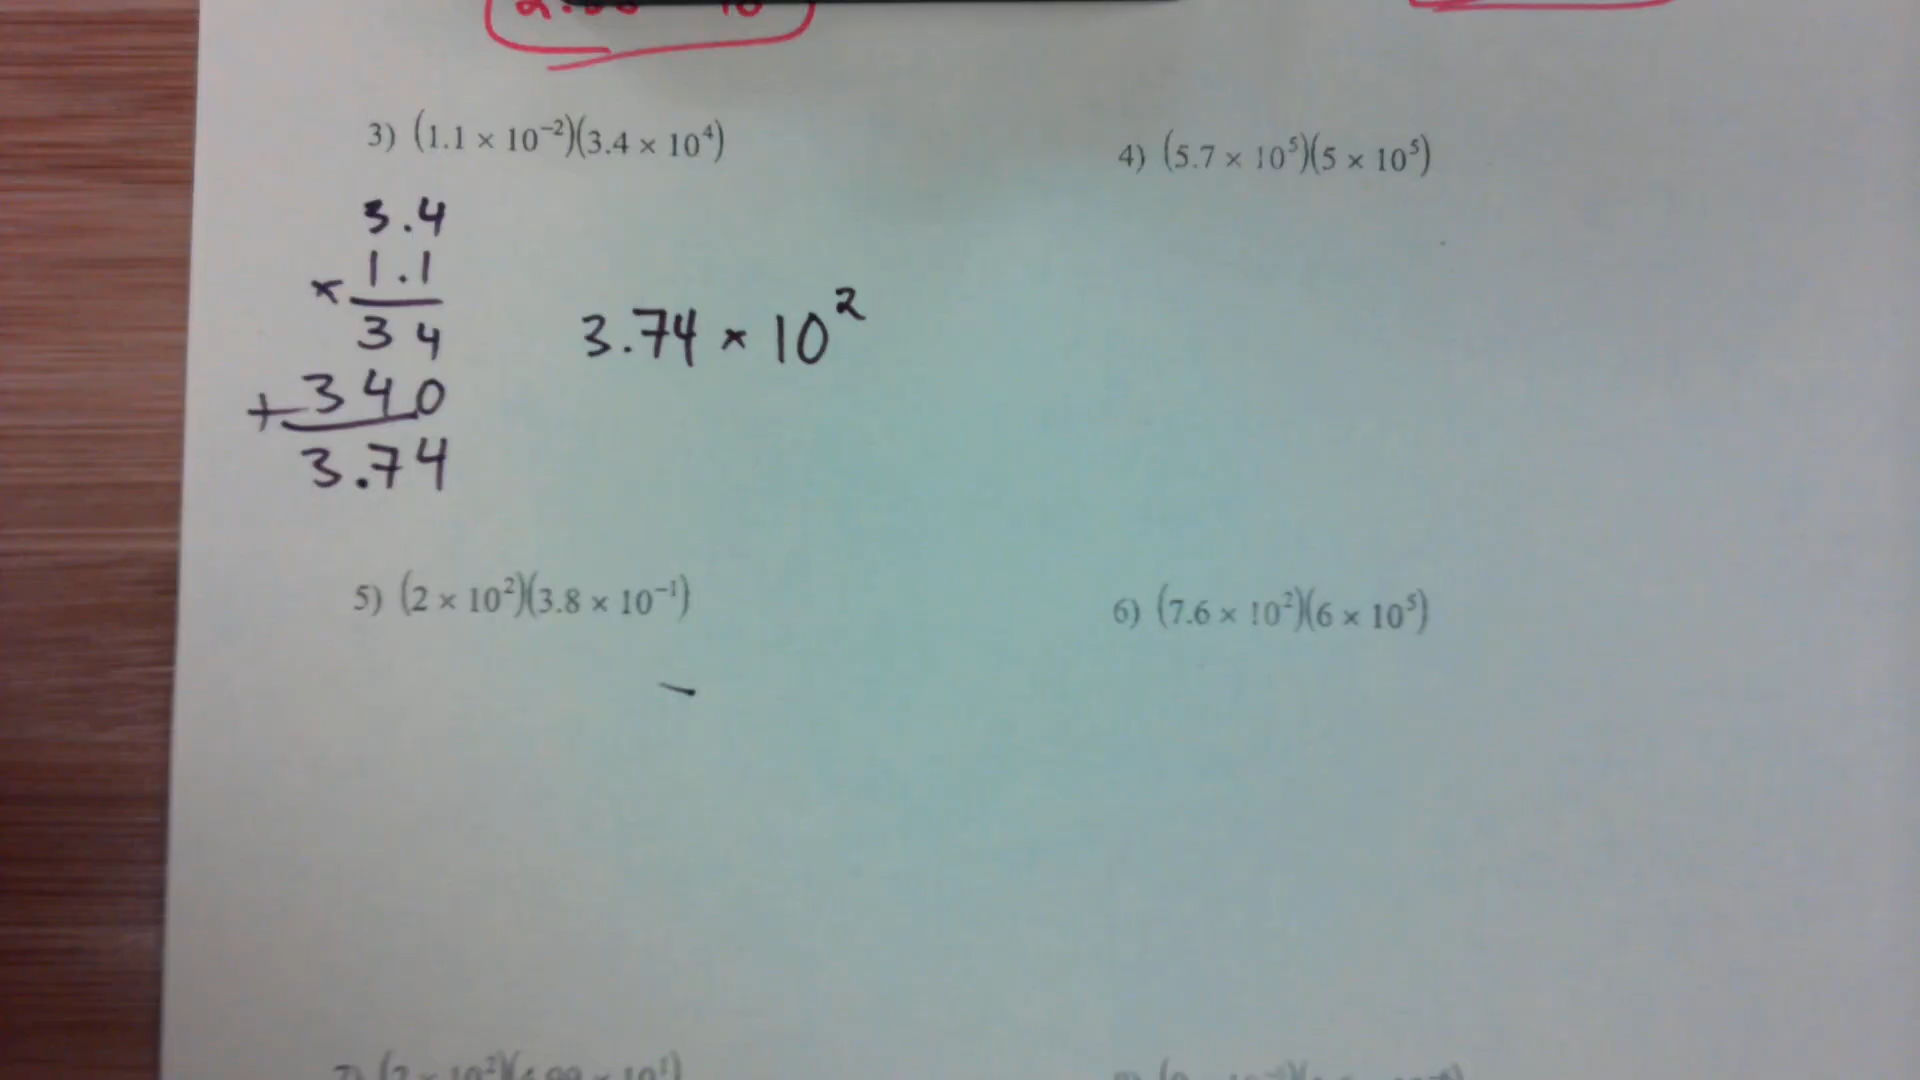 3) (1.1 × 10⁻²)(3.4 × 10⁴)
4) (5.7 × 10⁵)(5 × 10⁵)
3.4
× 1.1
34
+ 340
3.74
3.74 × 10²
5) (2 × 10²)(3.8 × 10⁻¹)
6) (7.6 × 10²)(6 × 10⁵)